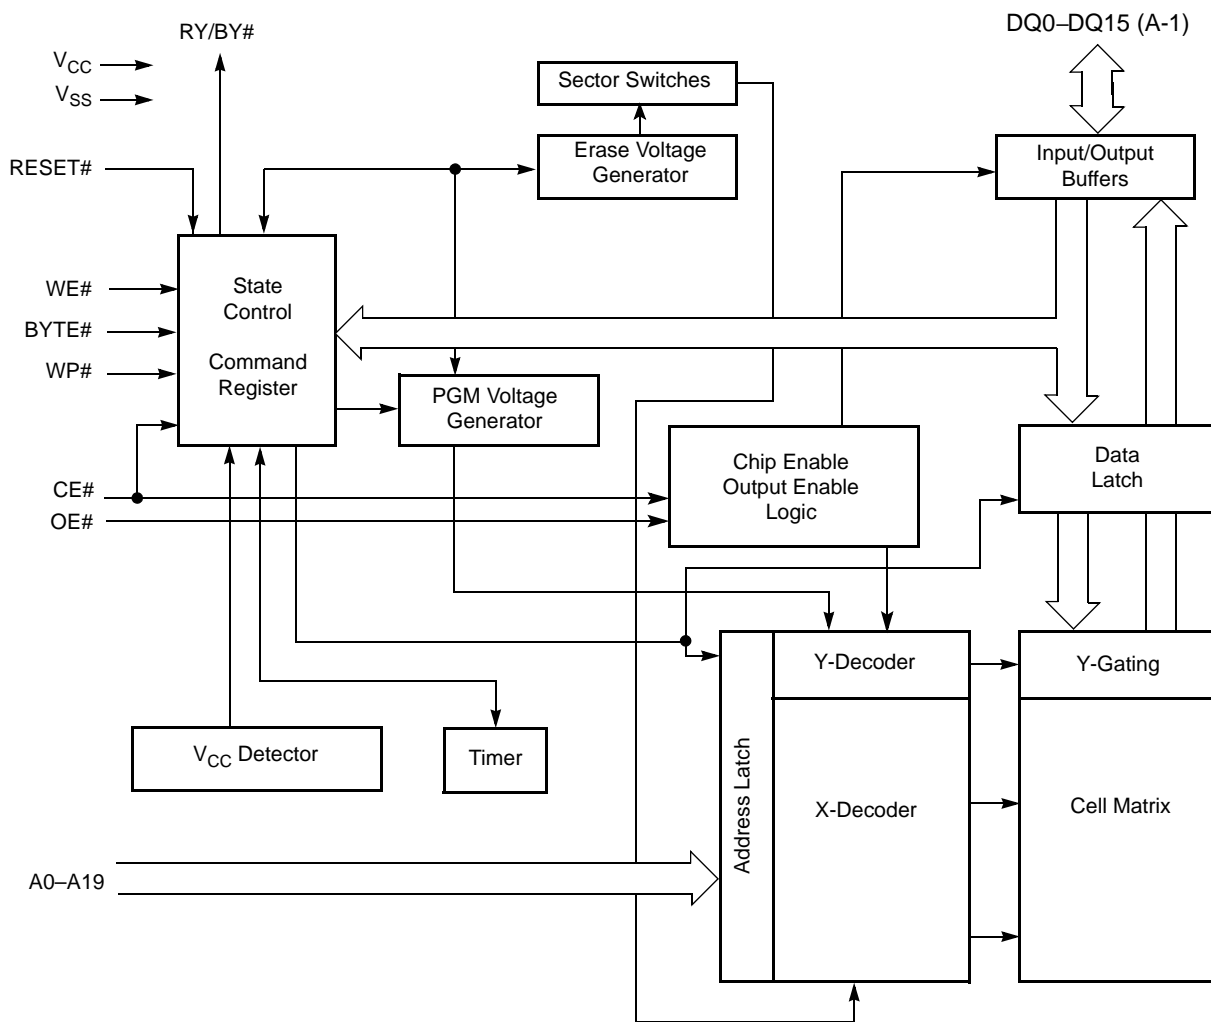 RY/BY#
DQ0–DQ15 (A-1)
VCC
VSS
Sector Switches
RESET#
Erase Voltage
Generator
Input/Output
Buffers
WE#
BYTE#
WP#
State
Control
Command
Register
PGM Voltage
Generator
CE#
OE#
Chip Enable
Output Enable
Logic
Data
Latch
Y-Decoder
Y-Gating
VCC Detector
Timer
Address Latch
X-Decoder
Cell Matrix
A0–A19